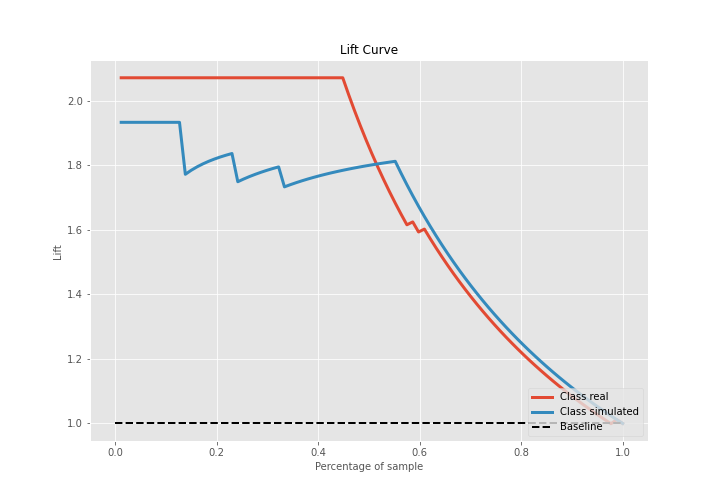 Lift Curve
Lift
2.0
1.8
1.6
1.4
1.2
1.0
0.0 0.2 0.4 0.6 0.8 1.0
Percentage of sample
Class real
Class simulated
Baseline